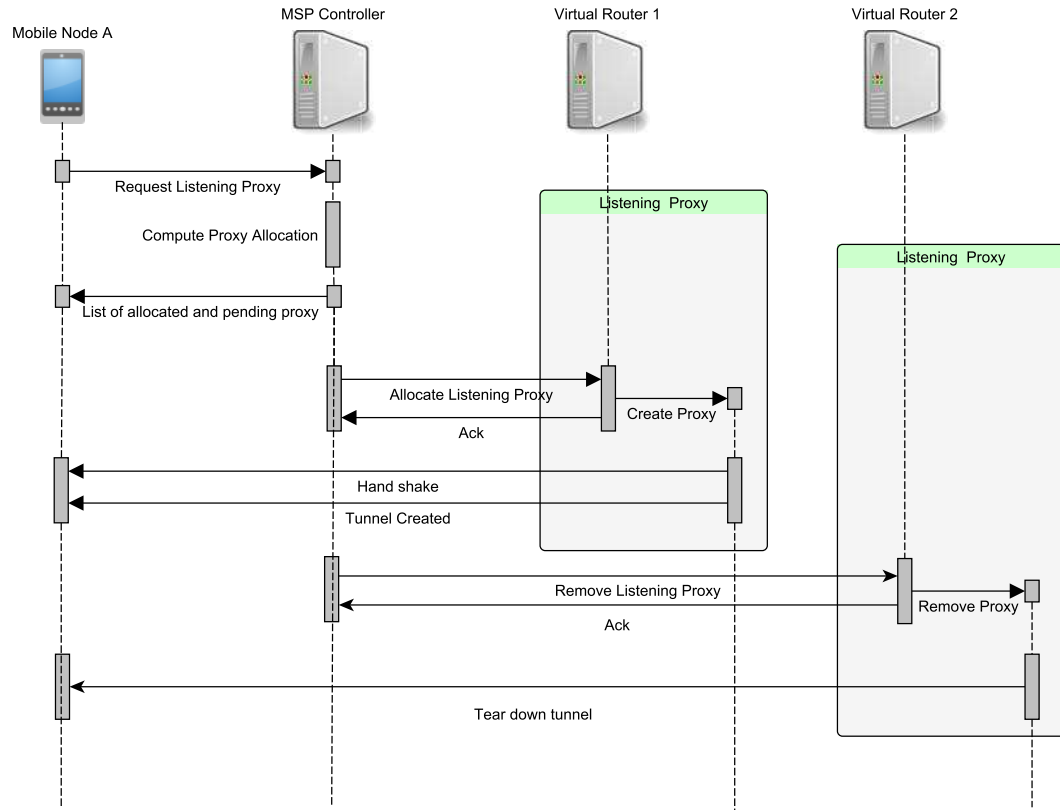 MSP Controller
Virtual Router 1
Virtual Router 2
Mobile Node A
Request Listening Proxy
Listening Proxy
Compute Proxy Allocation
Listening Proxy
List of allocated and pending proxy
Allocate Listening Proxy
Create Proxy
Ack
Hand shake
Tunnel Created
Remove Listening Proxy
Remove Proxy
Ack
Tear down tunnel